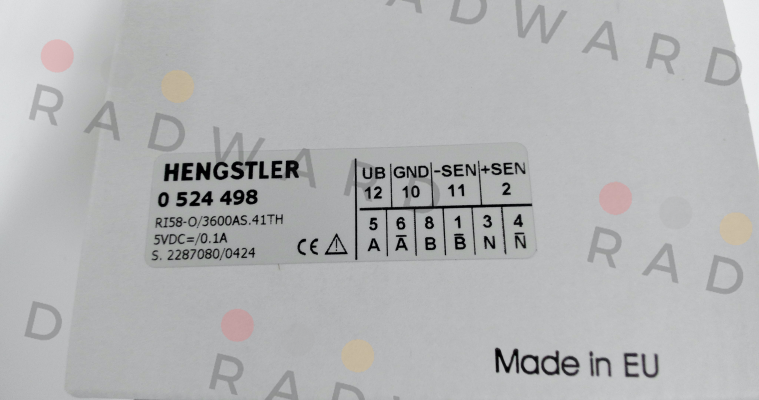 RADWARD
RADWARD
HENGSTLER
0 524 498
RI58-O/3600AS.41TH
5VDC=/0.1A
S. 2287080/0424
CE
UB GND -SEN +SEN
12 10 11 2
5 6 8 1 3 4
A A̅ B B̅ N N̅
RAD
D
RAD
Made in EU